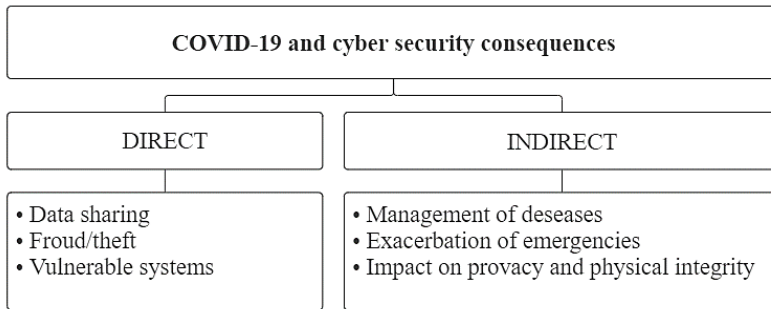 COVID-19 and cyber security consequences
DIRECT
INDIRECT
• Data sharing
• Froud/theft
• Vulnerable systems
• Management of deseases
• Exacerbation of emergencies
• Impact on provacy and physical integrity